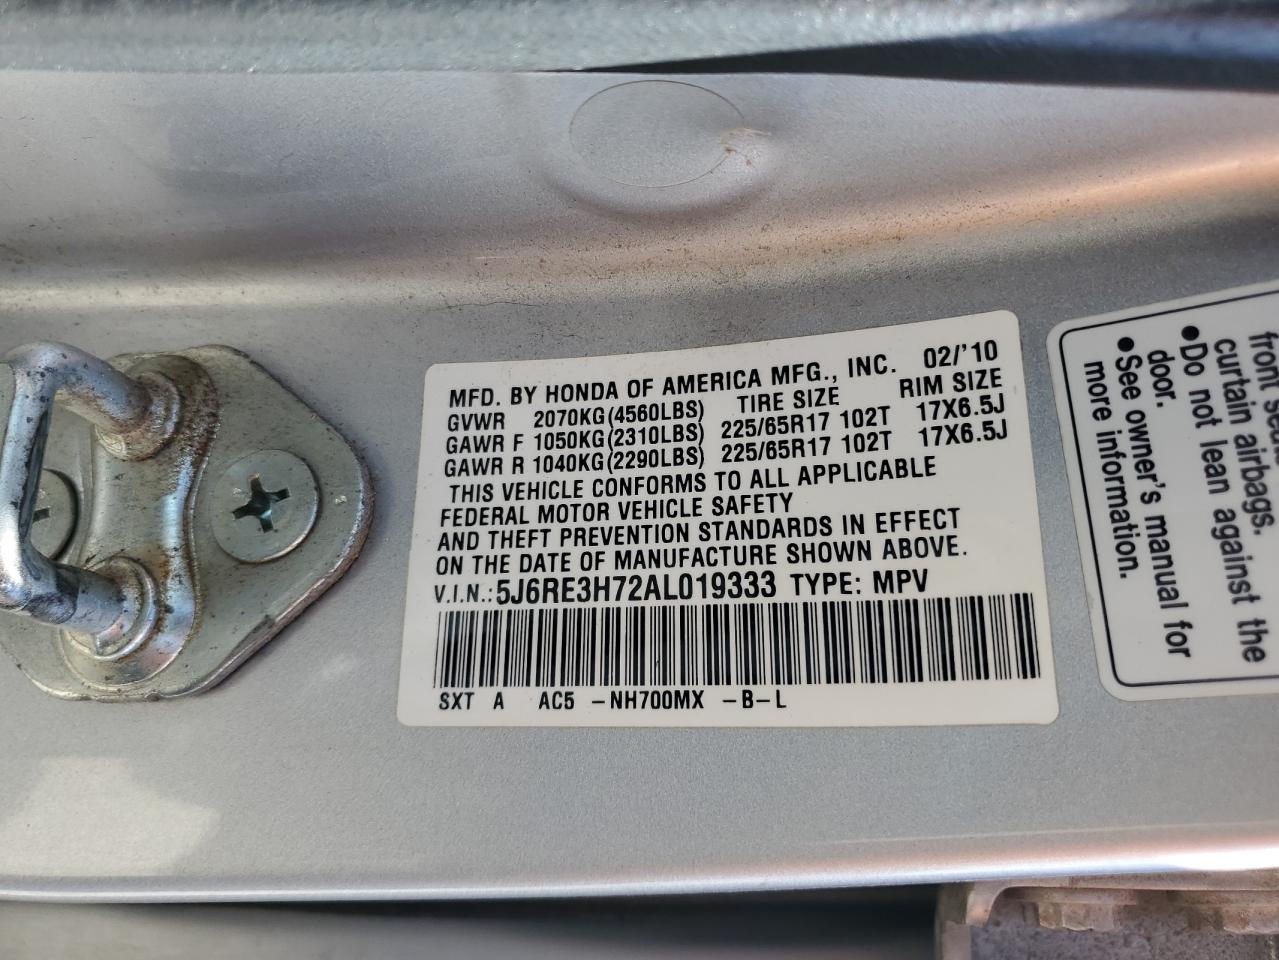 MFD. BY HONDA OF AMERICA MFG., INC. 02/'10
GVWR 2070KG(4560LBS) TIRE SIZE RIM SIZE
GAWR F 1050KG(2310LBS) 225/65R17 102T 17X6.5J
GAWR R 1040KG(2290LBS) 225/65R17 102T 17X6.5J
THIS VEHICLE CONFORMS TO ALL APPLICABLE
FEDERAL MOTOR VEHICLE SAFETY
AND THEFT PREVENTION STANDARDS IN EFFECT
ON THE DATE OF MANUFACTURE SHOWN ABOVE.
V.I.N.:5J6RE3H72AL019333 TYPE: MPV
SXT A AC5 -NH700MX -B-L
front
curtain airbags.
• Do not lean against the
door.
• See owner's manual for
more information.